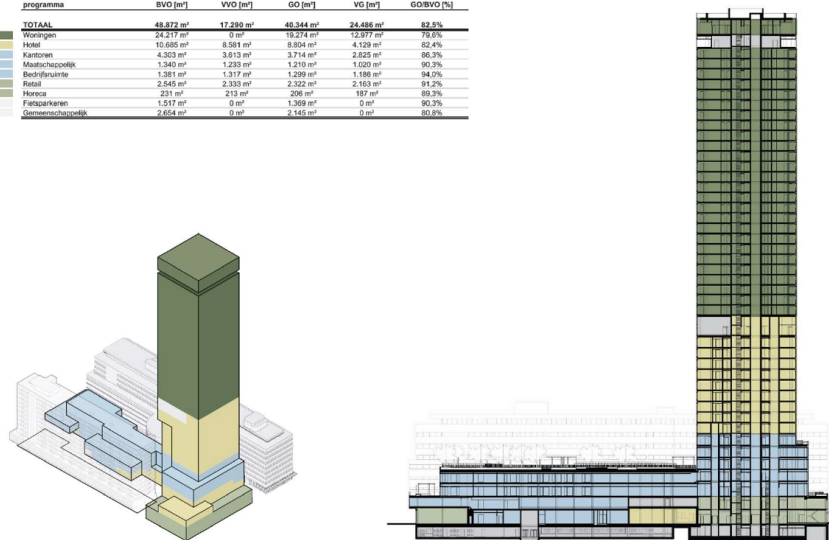 programma BVO [m²] VVO [m²] GO [m²] VG [m²] GO/BVO [%]
TOTAAL 48.872 m² 17.290 m² 40.344 m² 24.486 m² 82,5%
Woningen 24.217 m² 0 m² 19.274 m² 12.977 m² 79,6%
Hotel 10.685 m² 8.581 m² 8.804 m² 4.129 m² 82,4%
Kantoren 4.303 m² 3.613 m² 3.714 m² 2.825 m² 86,3%
Maatschappelijk 1.340 m² 1.233 m² 1.210 m² 1.020 m² 90,3%
Bedrijfsruimte 1.381 m² 1.317 m² 1.299 m² 1.186 m² 94,0%
Retail 2.545 m² 2.333 m² 2.322 m² 2.163 m² 91,2%
Horeca 231 m² 213 m² 206 m² 187 m² 89,3%
Fietsparkeren 1.517 m² 0 m² 1.369 m² 0 m² 90,3%
Gemeenschappelijk 2.654 m² 0 m² 2.145 m² 0 m² 80,8%